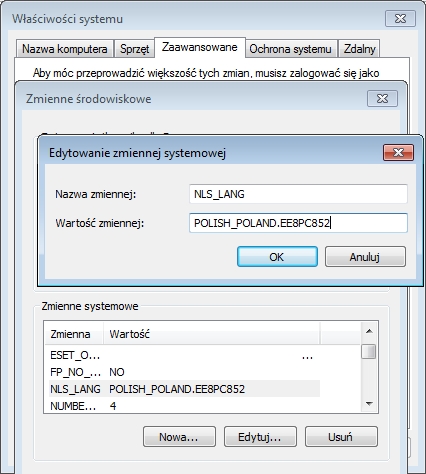 Właściwości systemu
Nazwa komputera Sprzęt Zaawansowane Ochrona systemu Zdalny
Aby móc przeprowadzić większość tych zmian, musisz zalogować się jako
Zmienne środowiskowe
Edytowanie zmiennej systemowej
Nazwa zmiennej: NLS_LANG
Wartość zmiennej: POLISH_POLAND.EE8PC852
OK Anuluj
Zmienne systemowe
Zmienna Wartość
ESET_O... ...
FP_NO_... NO
NLS_LANG POLISH_POLAND.EE8PC852
NUMBE... 4
Nowa... Edytuj... Usuń